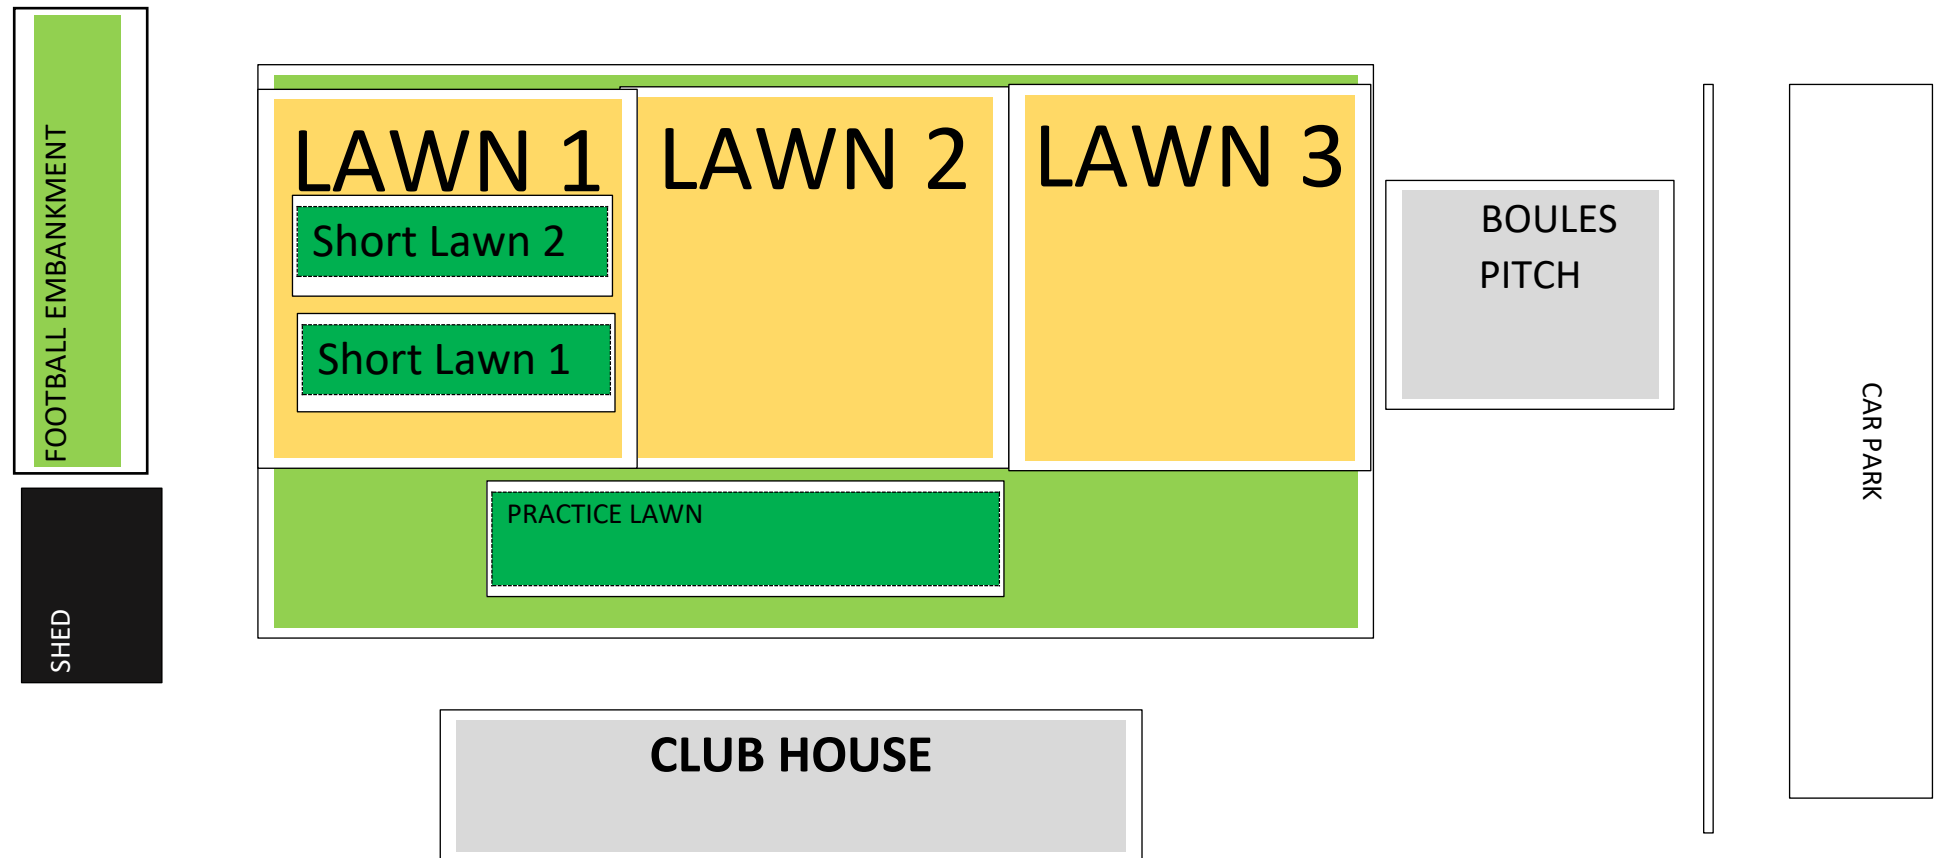 FOOTBALL EMBANKMENT
SHED
LAWN 1
Short Lawn 2
Short Lawn 1
LAWN 2
LAWN 3
PRACTICE LAWN
BOULES
PITCH
CAR PARK
CLUB HOUSE